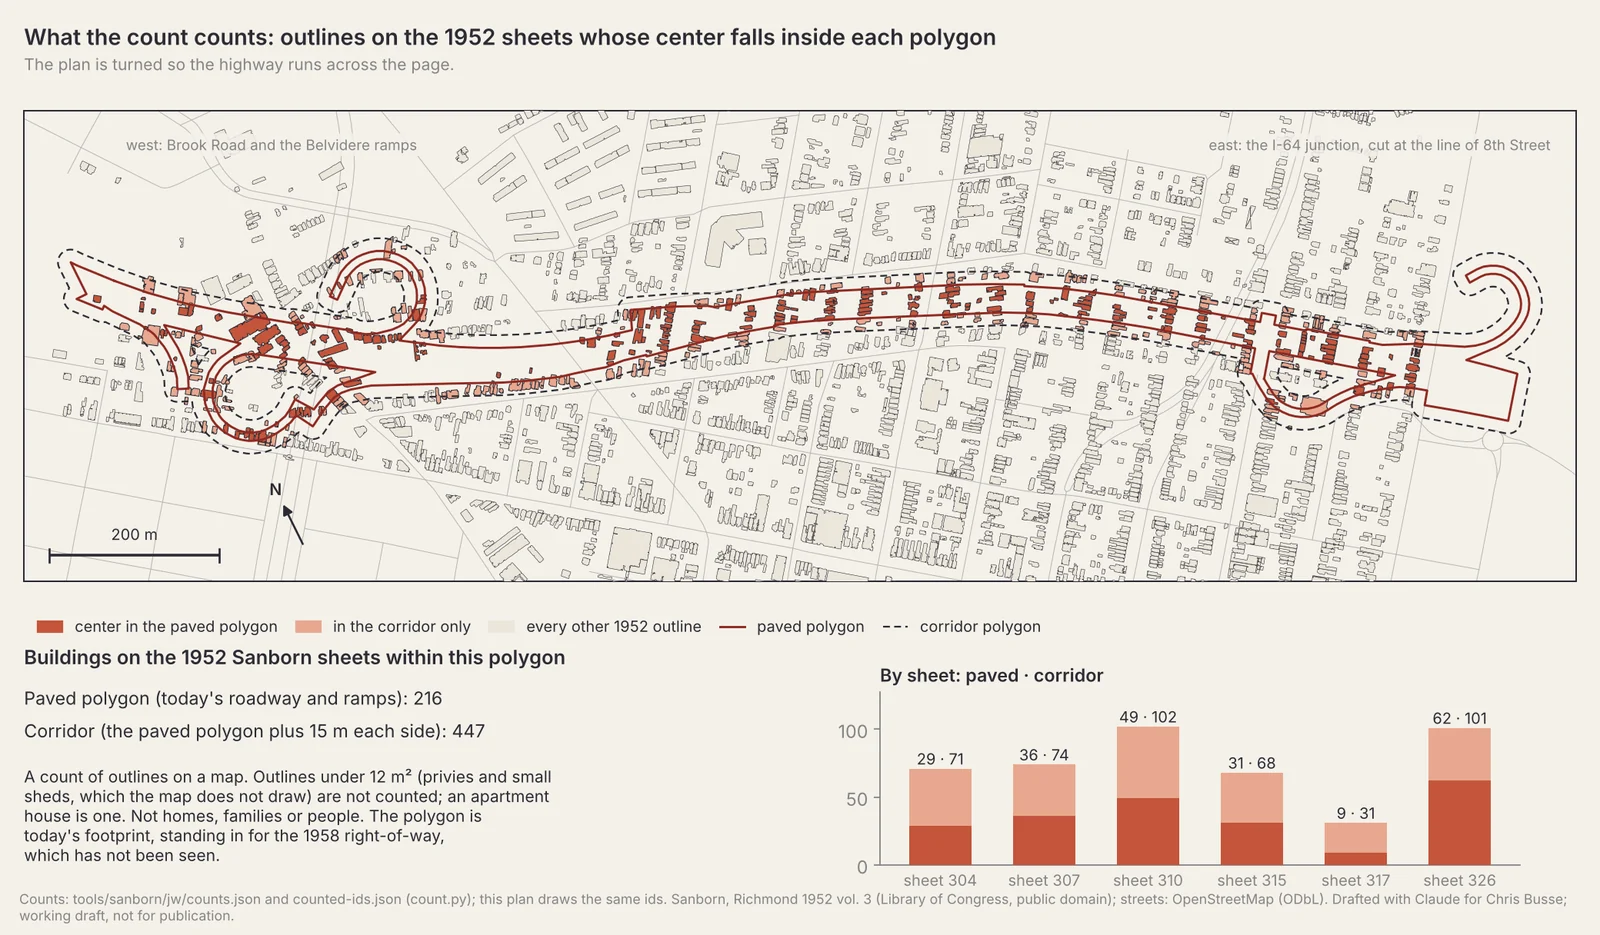 What the count counts: outlines on the 1952 sheets whose center falls inside each polygon
The plan is turned so the highway runs across the page.
west: Brook Road and the Belvidere ramps
east: the I-64 junction, cut at the line of 8th Street
N
200 m
center in the paved polygon
in the corridor only
every other 1952 outline
paved polygon
corridor polygon
Buildings on the 1952 Sanborn sheets within this polygon
Paved polygon (today's roadway and ramps): 216
Corridor (the paved polygon plus 15 m each side): 447
A count of outlines on a map. Outlines under 12 m² (privies and small
sheds, which the map does not draw) are not counted; an apartment
house is one. Not homes, families or people. The polygon is
today's footprint, standing in for the 1958 right-of-way,
which has not been seen.
By sheet: paved · corridor
100
50
0
29 · 71
36 · 74
49 · 102
31 · 68
9 · 31
62 · 101
sheet 304
sheet 307
sheet 310
sheet 315
sheet 317
sheet 326
Counts: tools/sanborn/jw/counts.json and counted-ids.json (count.py); this plan draws the same ids. Sanborn, Richmond 1952 vol. 3 (Library of Congress, public domain); streets: OpenStreetMap (ODbL). Drafted with Claude for Chris Busse;
working draft, not for publication.